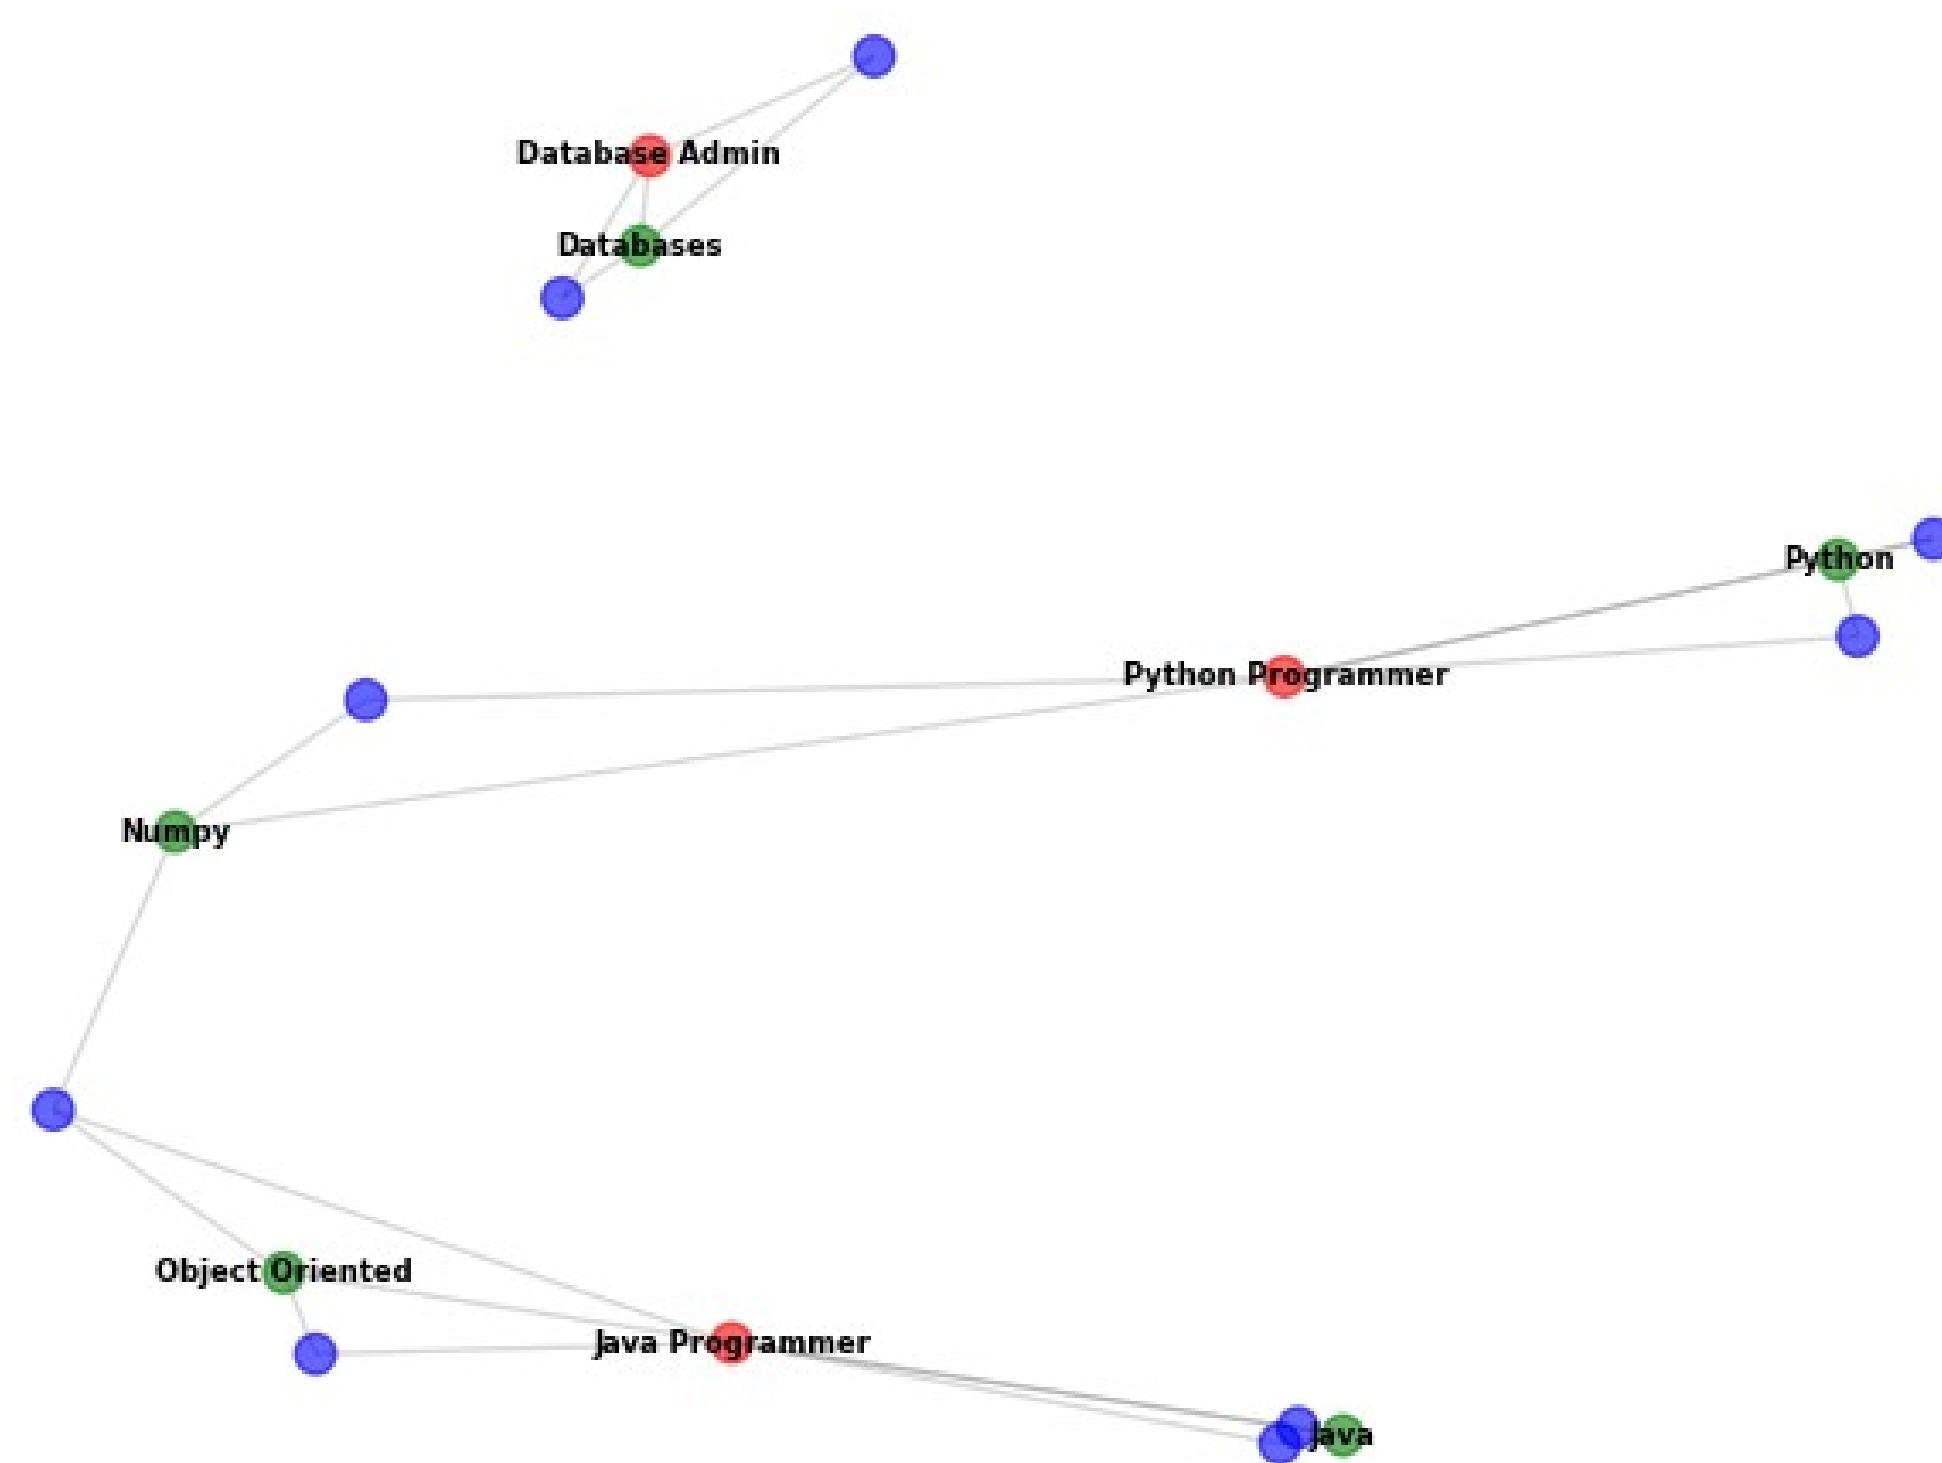 Database Admin
Databases
Python
Python Programmer
Numpy
Object Oriented
Java Programmer
Java